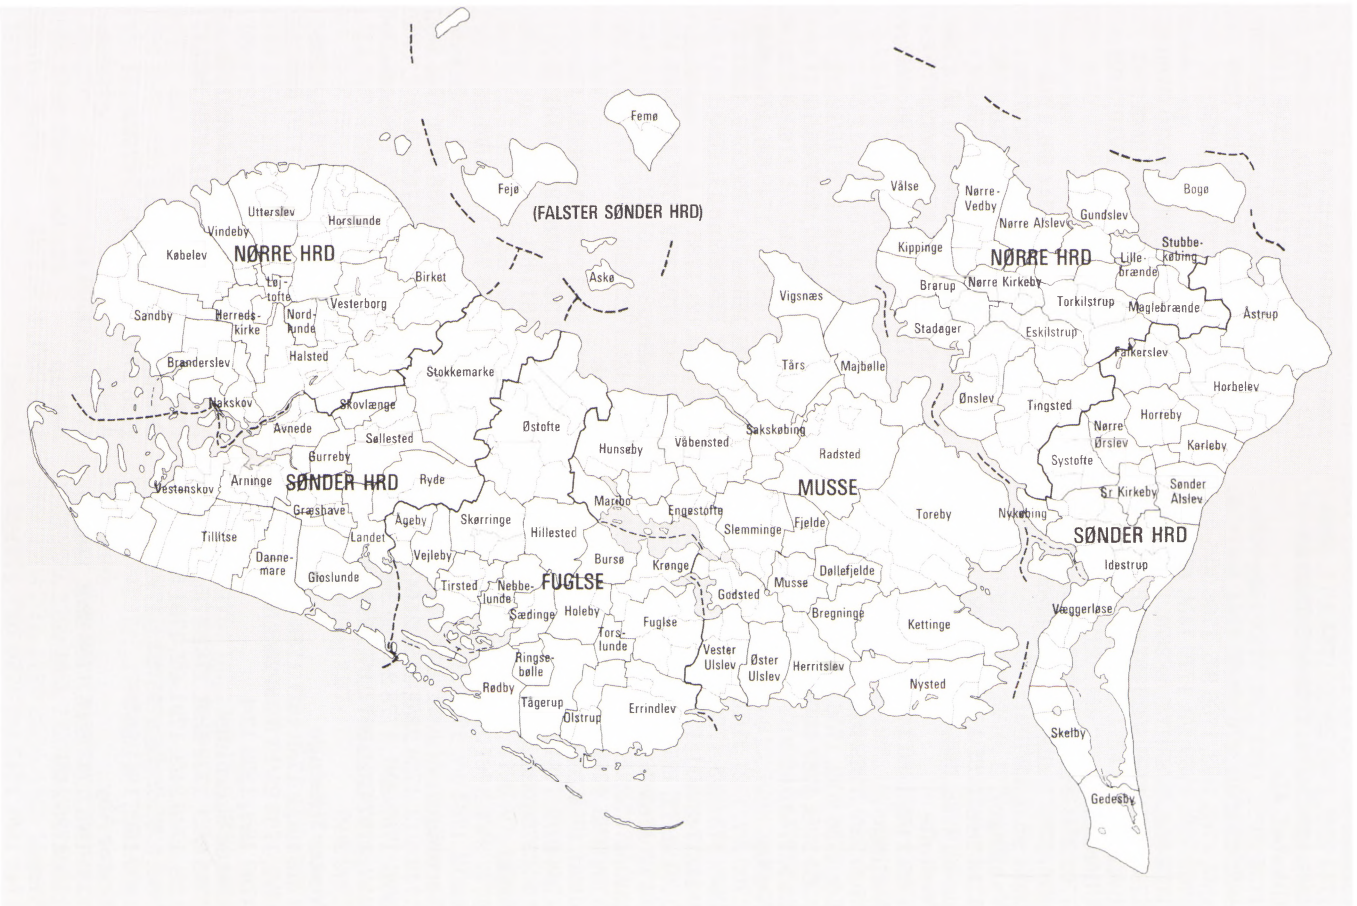 Femø
Fejø
(FALSTER SØNDER HRD)
Askø
Utterslev
Horslunde
Vindeby
NØRRE HRD
Købelev
Birket
Løj-
tofte
Vesterborg
Sandby
Herreds-
kirke
Nord-
lunde
Halsted
Branderslev
Nakskov
Stokkemarke
Skovlænge
Avnede
Søllested
Gurreby
SØNDER HRD
Ryde
Arninge
Vestenskov
Græshave
Tillitse
Landet
Danne-
mare
Gloslunde
Østofte
Hunseby
Våbensted
Sakskøbing
Vigsnæs
Tårs
Majbølle
Radsted
MUSSE
Maribo
Engestofte
Slemminge
Fjelde
Toreby
Ågeby
Skørringe
Hillested
Vejleby
Bursø
Krønge
FUGLSE
Tirsted
Nebbe-
lunde
Sædinge
Holeby
Tors-
lunde
Fuglse
Ringse-
bølle
Rødby
Tågerup
Olstrup
Errindlev
Godsted
Musse
Døllefjelde
Bregninge
Kettinge
Vester
Ulslev
Øster
Ulslev
Herritslev
Nysted
Vålse
Nørre-
Vedby
Nørre Alslev
Gundslev
Bogø
Kippinge
NØRRE HRD
Lille-
brænde
Stubbe-
købing
Brarup
Nørre Kirkeby
Torkilstrup
Maglebrænde
Åstrup
Stadager
Eskilstrup
Falkerslev
Horbelev
Ønslev
Tingsted
Horreby
Nørre
Ørslev
Karleby
Systofte
Sr Kirkeby
Sønder
Alslev
Nykøbing
SØNDER HRD
Idestrup
Væggerløse
Skelby
Gedesby